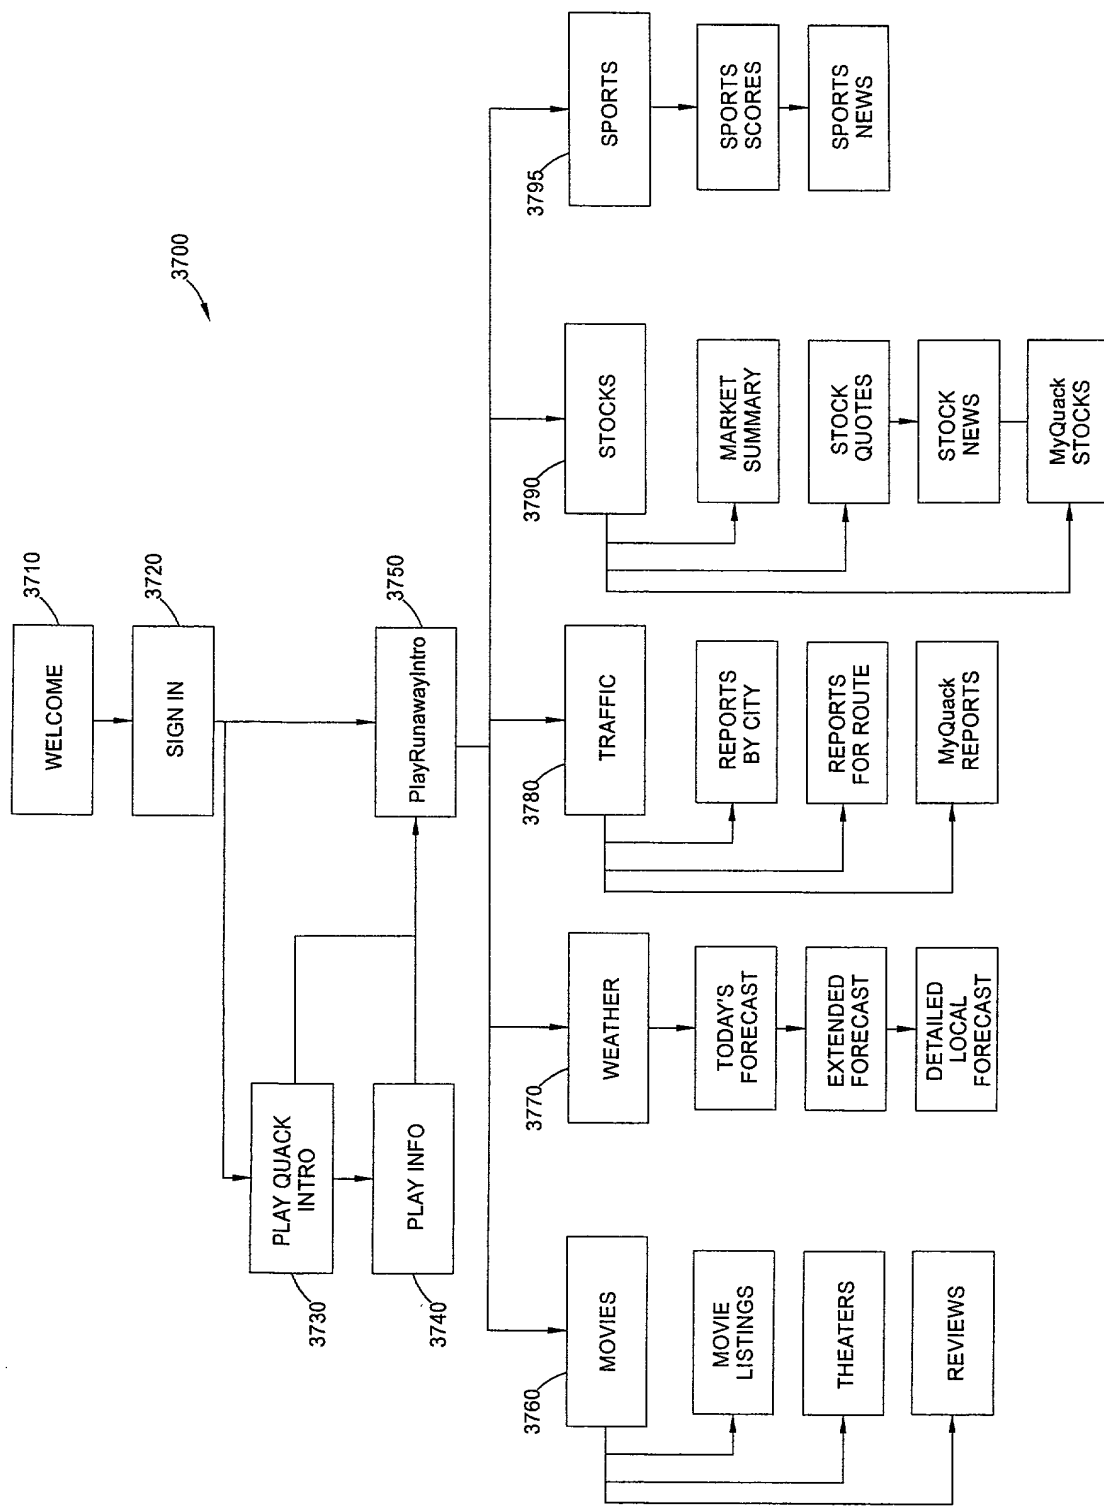 3700
WELCOME
3710
SIGN IN
3720
PLAY QUACK
INTRO
3730
PLAY INFO
3740
PlayRunawayIntro
3750
MOVIES
3760
MOVIE
LISTINGS
THEATERS
REVIEWS
WEATHER
3770
TODAY'S
FORECAST
EXTENDED
FORECAST
DETAILED
LOCAL
FORECAST
TRAFFIC
3780
REPORTS
BY CITY
REPORTS
FOR ROUTE
MyQuack
REPORTS
STOCKS
3790
MARKET
SUMMARY
STOCK
QUOTES
STOCK
NEWS
MyQuack
STOCKS
SPORTS
3795
SPORTS
SCORES
SPORTS
NEWS